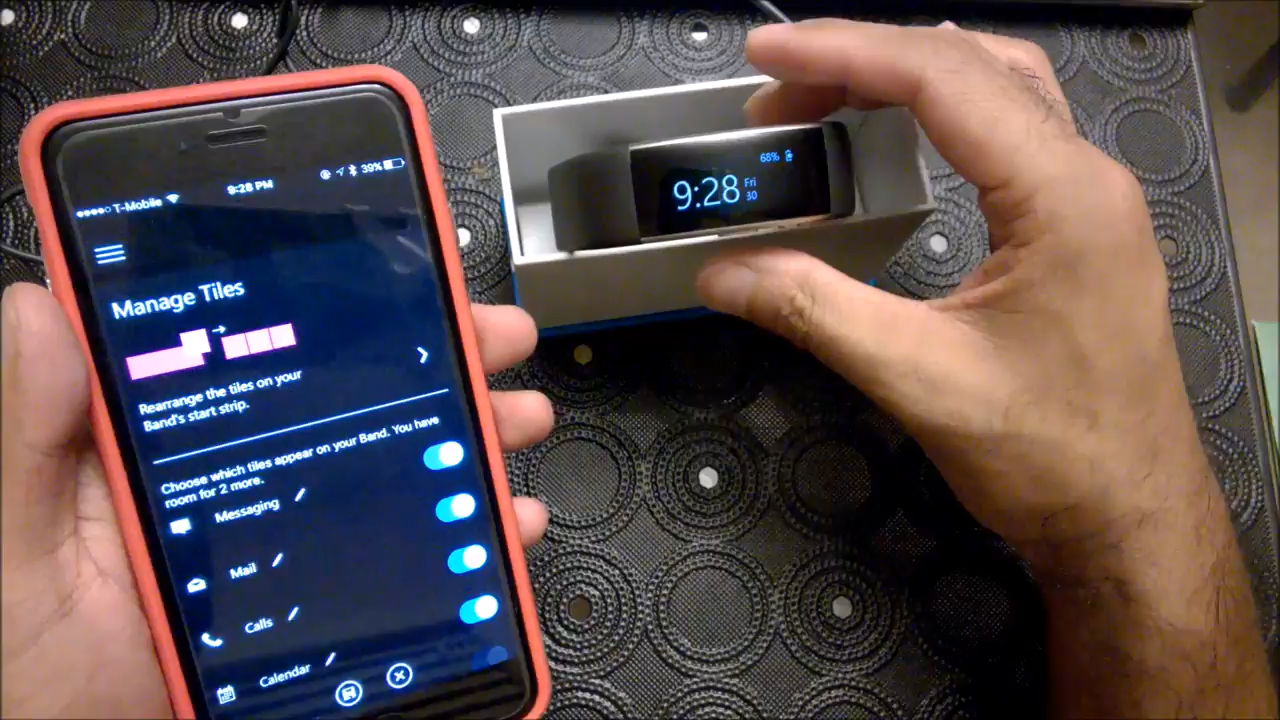 T-Mobile 9:28 PM 39%
Manage Tiles
Rearrange the tiles on your
Band's start strip.
Choose which tiles appear on your Band. You have
room for 2 more.
Messaging
Mail
Calls
Calendar
68%
9:28 Fri
30